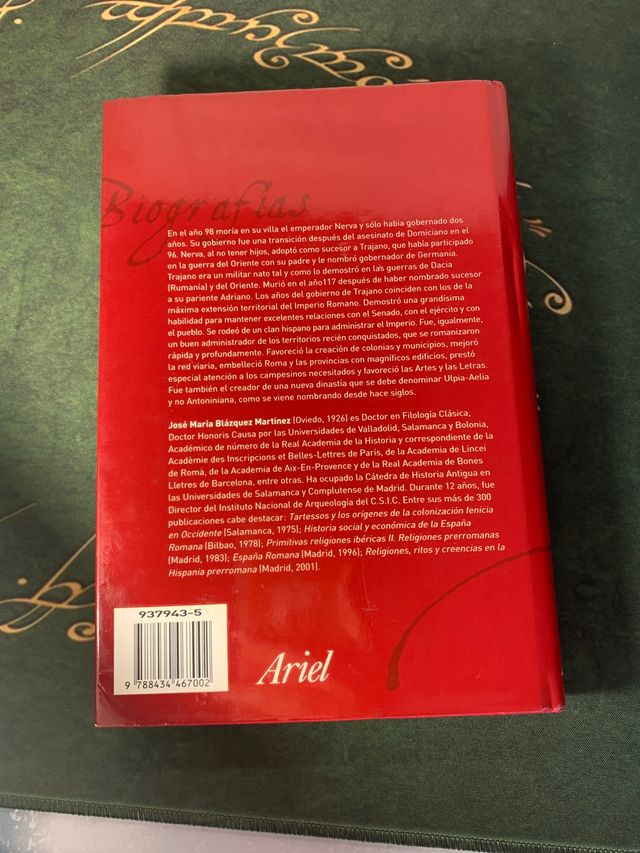 Biografías
En el año 98 moría en su villa el emperador Nerva y sólo había gobernado dos
años. Su gobierno fue una transición después del asesinato de Domiciano en el
96. Nerva, al no tener hijos, adoptó como sucesor a Trajano, que había participado
en la guerra del Oriente con su padre y le nombró gobernador de Germania.
Trajano era un militar nato tal y como lo demostró en las guerras de Dacia
(Rumanía) y del Oriente. Murió en el año117 después de haber nombrado sucesor
a su pariente Adriano. Los años del gobierno de Trajano coinciden con los de la
máxima extensión territorial del Imperio Romano. Demostró una grandísima
habilidad para mantener excelentes relaciones con el Senado, con el ejército y con
el pueblo. Se rodeó de un clan hispano para administrar el Imperio. Fue, igualmente,
un buen administrador de los territorios recién conquistados, que se romanizaron
rápida y profundamente. Favoreció la creación de colonias y municipios, mejoró
la red viaria, embelleció Roma y las provincias con magníficos edificios, prestó
especial atención a los campesinos necesitados y favoreció las Artes y las Letras.
Fue también el creador de una nueva dinastía que se debe denominar Ulpia-Aelia
y no Antoniniana, como se viene nombrando desde hace siglos.
José María Blázquez Martinez (Oviedo, 1926) es Doctor en Filología Clásica,
Doctor Honoris Causa por las Universidades de Valladolid, Salamanca y Bolonia,
Académico de número de la Real Academia de la Historia y correspondiente de la
Acadèmie des Inscripcions et Belles-Lettres de París, de la Academia de Lincei
de Roma, de la Academia de Aix-En-Provence y de la Real Academia de Bones
Lletres de Barcelona, entre otras. Ha ocupado la Cátedra de Historia Antigua en
las Universidades de Salamanca y Complutense de Madrid. Durante 12 años, fue
Director del Instituto Nacional de Arqueología del C.S.I.C. Entre sus más de 300
publicaciones cabe destacar: Tartessos y los orígenes de la colonización fenicia
en Occidente (Salamanca, 1975); Historia social y económica de la España
Romana (Bilbao, 1978); Primitivas religiones ibéricas II. Religiones prerromanas
(Madrid, 1983); España Romana (Madrid, 1996); Religiones, ritos y creencias en la
Hispania prerromana (Madrid, 2001).
937943-5
9 788434 467002
Ariel